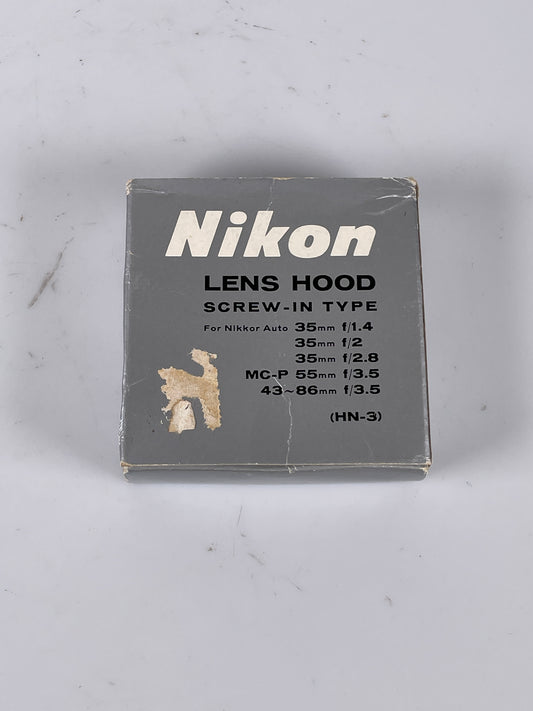 Nikon
LENS HOOD
SCREW-IN TYPE
For Nikkor Auto 35mm f/1.4
35mm f/2
35mm f/2.8
MC-P 55mm f/3.5
43~86mm f/3.5
(HN-3)